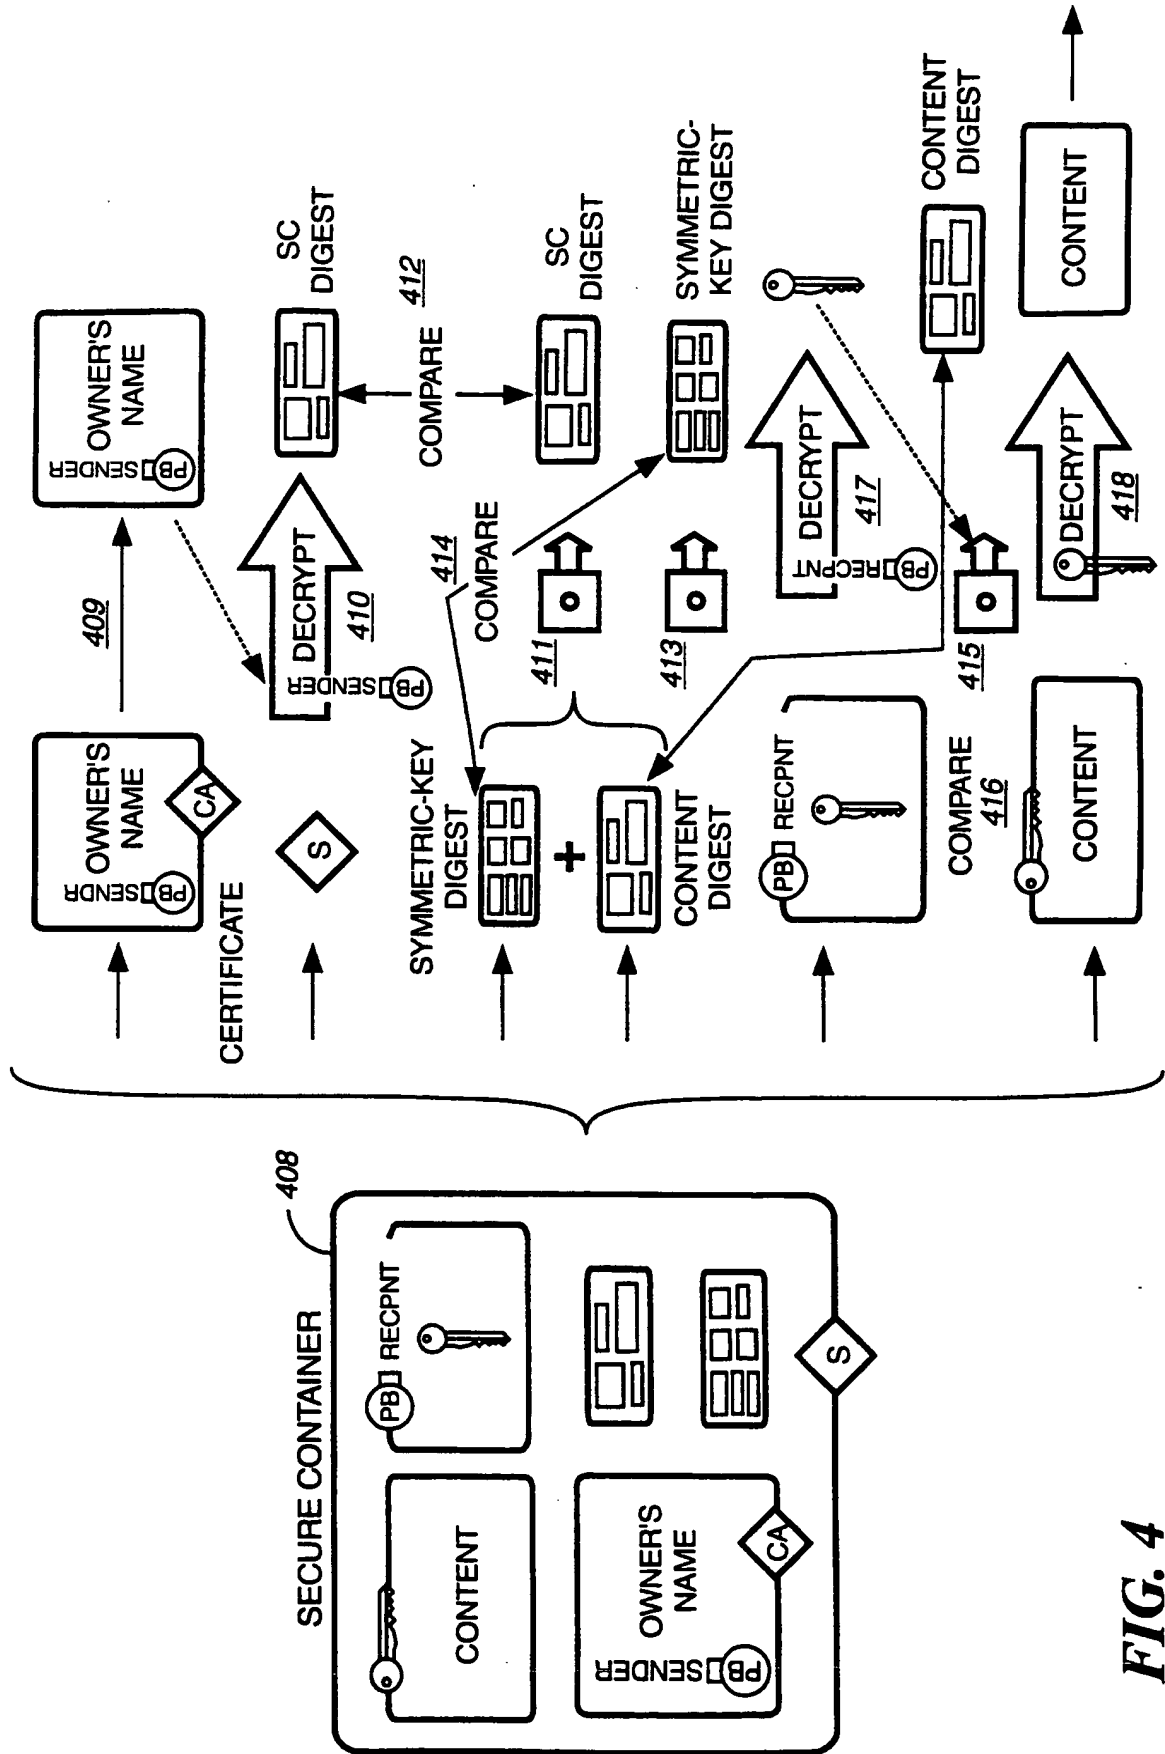 SECURE CONTAINER
408
CONTENT
PB RECPNT
PB SENDER
OWNER'S
NAME
CA
S
PB SENDR
OWNER'S
NAME
CA
CERTIFICATE
409
PB SENDER
OWNER'S
NAME
S
PB SENDER
DECRYPT
410
SC
DIGEST
COMPARE 412
SYMMETRIC-KEY
DIGEST
+
CONTENT
DIGEST
411
SC
DIGEST
414
COMPARE
413
SYMMETRIC-
KEY DIGEST
PB RECPNT
PB RECPNT
DECRYPT
417
COMPARE
416
415
CONTENT
DIGEST
CONTENT
DECRYPT
418
CONTENT
FIG. 4